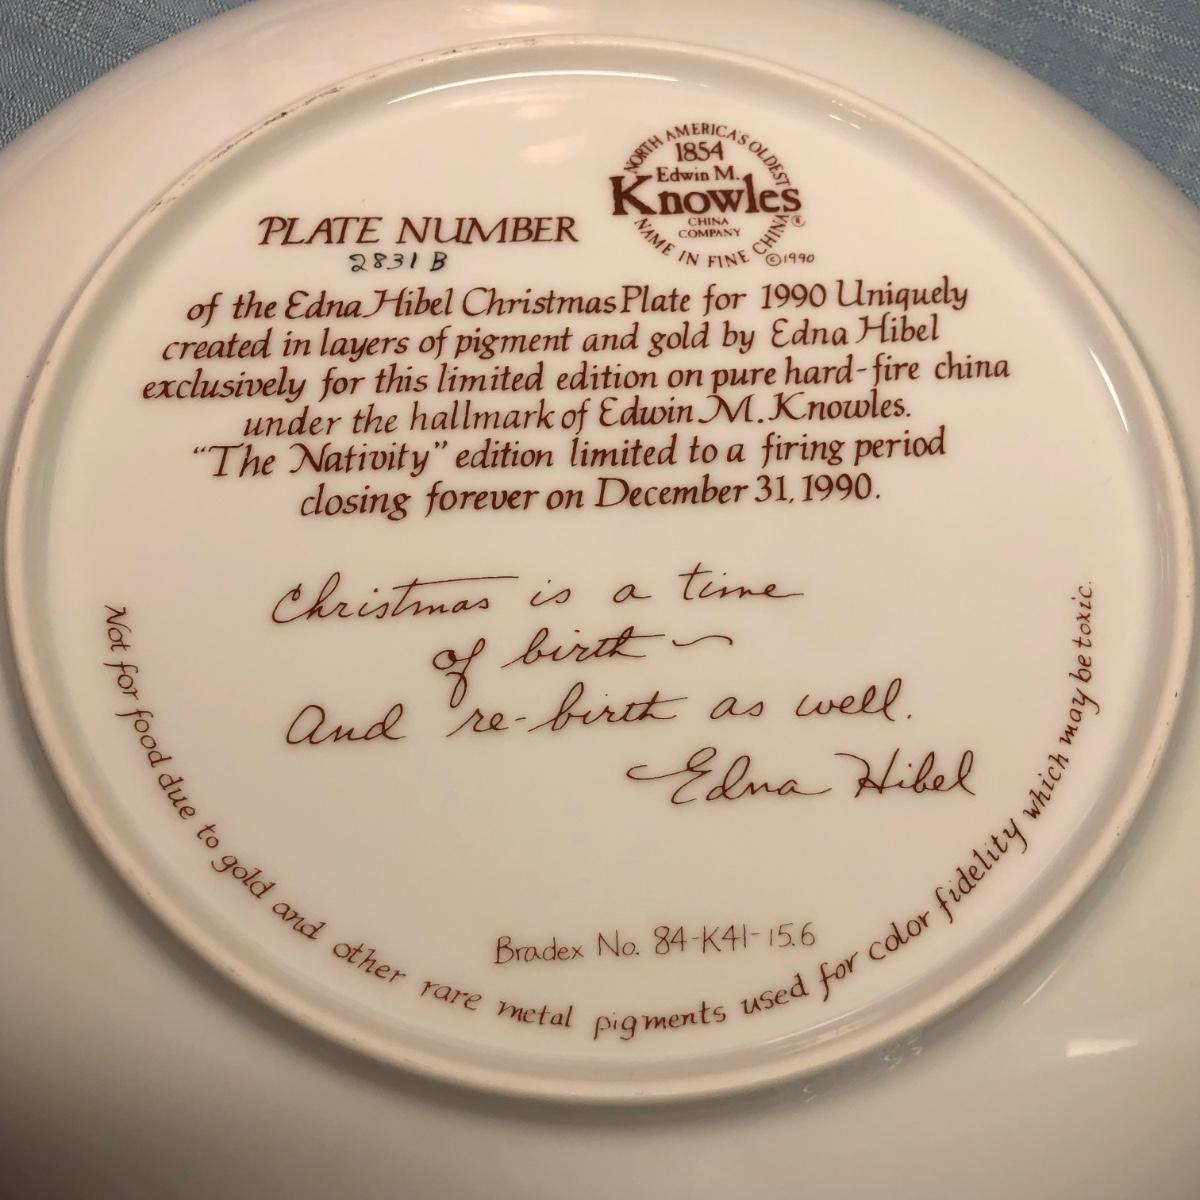 NORTH AMERICA'S OLDEST
1854
Edwin M.
Knowles
CHINA
COMPANY
NAME IN FINE CHINA ®
©1990
PLATE NUMBER
2831 B
of the Edna Hibel Christmas Plate for 1990 Uniquely
created in layers of pigment and gold by Edna Hibel
exclusively for this limited edition on pure hard-fire china
under the hallmark of Edwin M. Knowles.
"The Nativity" edition limited to a firing period
closing forever on December 31, 1990.
Christmas is a time
of birth ~
And re-birth as well.
Edna Hibel
Bradex No. 84-K41-15.6
Not for food due to gold and other rare metal pigments used for color fidelity which may be toxic.